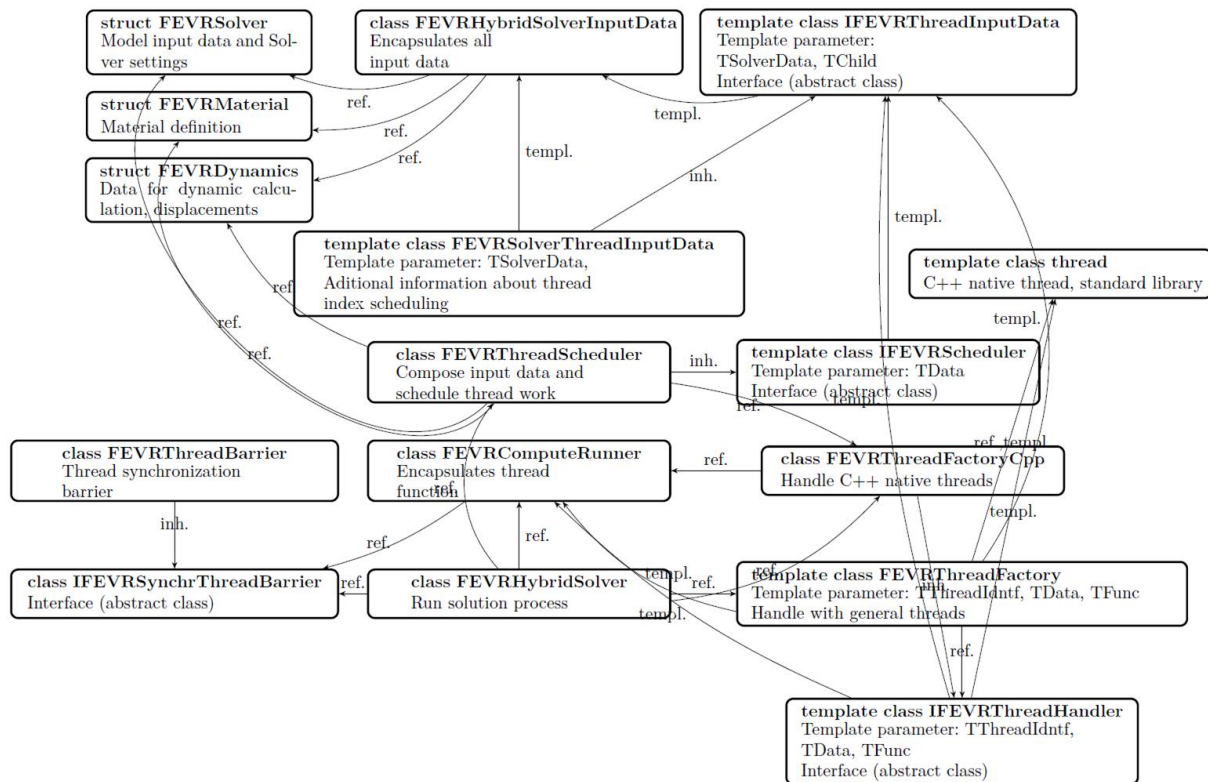 struct FEVRSolver
Model input data and Sol-
ver settings
class FEVRHybridSolverInputData
Encapsulates all
input data
template class IFEVRThreadInputData
Template parameter:
TSolverData, TChild
Interface (abstract class)
ref.
templ.
struct FEVRMaterial
Material definition
ref.
struct FEVRDynamics
Data for dynamic calcu-
lation, displacements
ref.
templ.
inh.
templ.
template class FEVRSolverThreadInputData
Template parameter: TSolverData,
Aditional information about thread
index scheduling
template class thread
C++ native thread, standard library
ref.
ref.
ref.
templ.
class FEVRThreadScheduler
Compose input data and
schedule thread work
inh.
template class IFEVRScheduler
Template parameter: TData
Interface (abstract class)
ref.
templ.
class FEVRThreadBarrier
Thread synchronization
barrier
class FEVRComputeRunner
Encapsulates thread
function
ref.
ref.
class FEVRThreadFactoryCpp
Handle C++ native threads
ref.
templ.
templ.
inh.
ref.
ref.
class IFEVRSynchrThreadBarrier
Interface (abstract class)
ref.
class FEVRHybridSolver
Run solution process
templ.
ref.
ref.
templ.
template class FEVRThreadFactory
Template parameter: TThreadIdntf, TData, TFunc
Handle with general threads
inh.
ref.
template class IFEVRThreadHandler
Template parameter: TThreadIdntf,
TData, TFunc
Interface (abstract class)